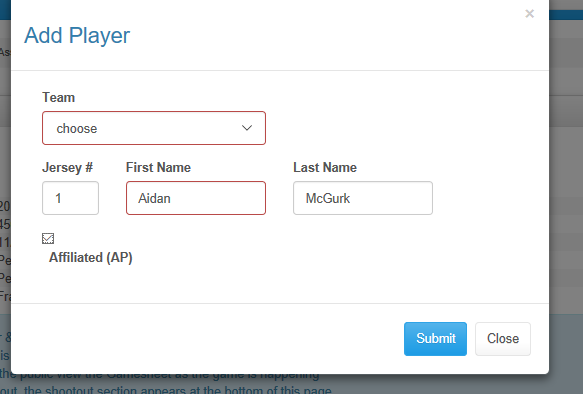 ×
Add Player
Team
choose
Jersey # First Name Last Name
1 Aidan McGurk
Affiliated (AP)
Submit Close
the public view the Gamesheet as the game is happening
out, the shootout section appears at the bottom of this page